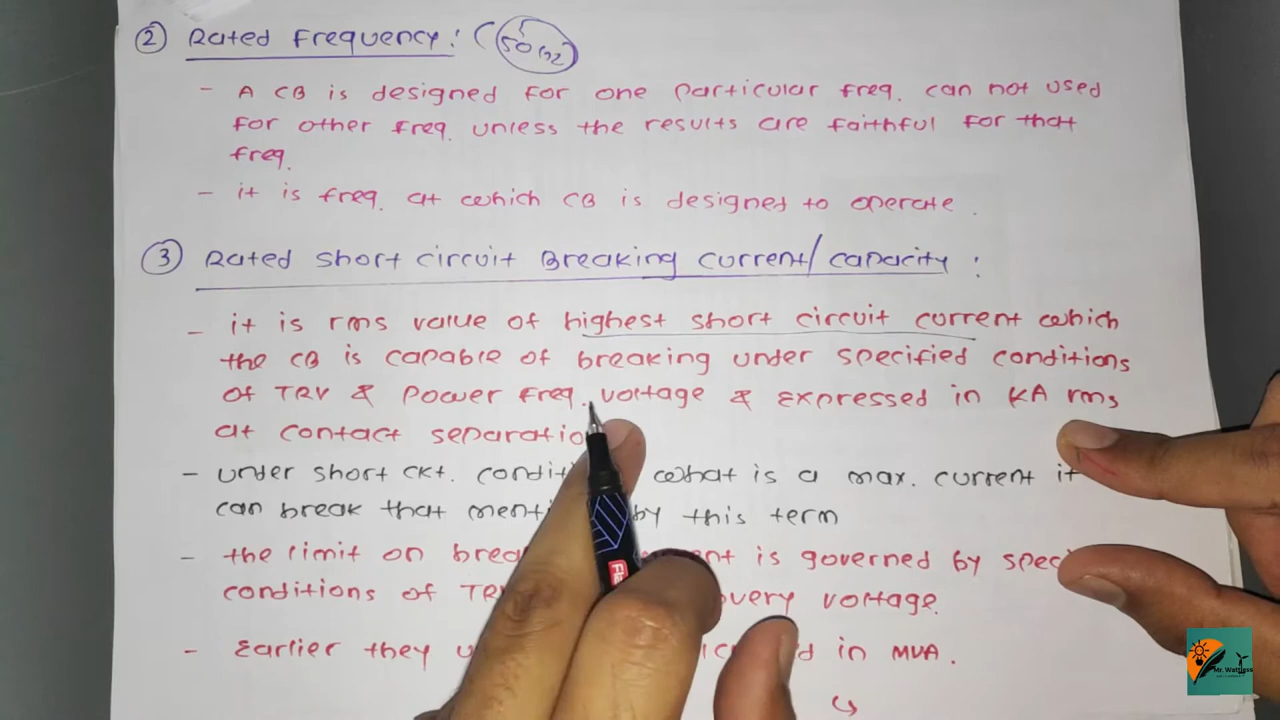 ② Rated Frequency: (50Hz)
- A CB is designed for one particular freq. can not used
for other freq. unless the results are faithful for that
freq.
- it is freq. at which CB is designed to operate.
③ Rated short circuit Breaking current/capacity:
- it is rms value of highest short circuit current which
the CB is capable of breaking under specified conditions
of TRV & Power freq. voltage & Expressed in KA rms
at contact separatio
- under short ckt. condit what is a max. current it
can break that menti by this term
- the limit on brea is governed by speci
conditions of TRV voltage.
- Earlier they in MVA.
Mr. Wattson